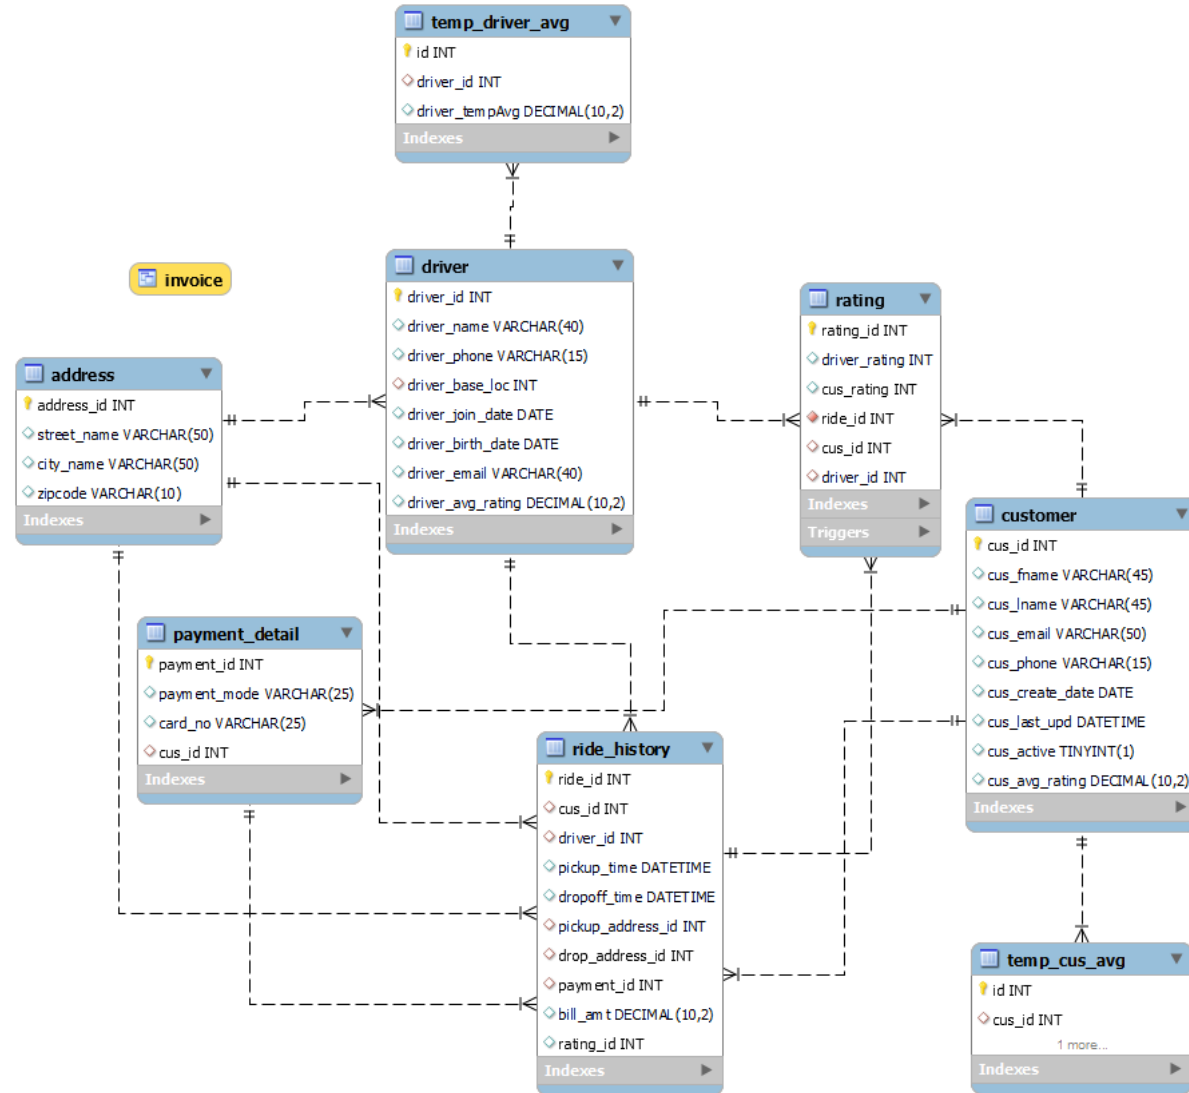 temp_driver_avg
id INT
driver_id INT
driver_tempAvg DECIMAL(10,2)
Indexes
invoice
driver
driver_id INT
driver_name VARCHAR(40)
driver_phone VARCHAR(15)
driver_base_loc INT
driver_join_date DATE
driver_birth_date DATE
driver_email VARCHAR(40)
driver_avg_rating DECIMAL(10,2)
Indexes
rating
rating_id INT
driver_rating INT
cus_rating INT
ride_id INT
cus_id INT
driver_id INT
Indexes
Triggers
address
address_id INT
street_name VARCHAR(50)
city_name VARCHAR(50)
zipcode VARCHAR(10)
Indexes
customer
cus_id INT
cus_fname VARCHAR(45)
cus_lname VARCHAR(45)
cus_email VARCHAR(50)
cus_phone VARCHAR(15)
cus_create_date DATE
cus_last_upd DATETIME
cus_active TINYINT(1)
cus_avg_rating DECIMAL(10,2)
Indexes
payment_detail
payment_id INT
payment_mode VARCHAR(25)
card_no VARCHAR(25)
cus_id INT
Indexes
ride_history
ride_id INT
cus_id INT
driver_id INT
pickup_time DATETIME
dropoff_time DATETIME
pickup_address_id INT
drop_address_id INT
payment_id INT
bill_amt DECIMAL(10,2)
rating_id INT
Indexes
temp_cus_avg
id INT
cus_id INT
1 more...
Indexes